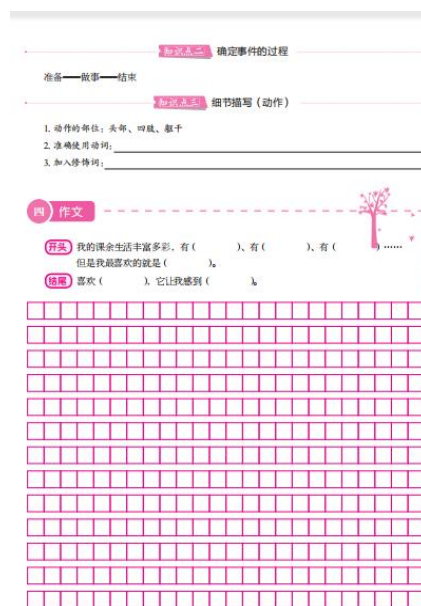 知识点二 确定事件的过程
准备——做事——结束
知识点三 细节描写（动作）
1. 动作的部位：头部、四肢、躯干
2. 准确使用动词：
3. 加入修饰词：
四 作文
开头 我的课余生活丰富多彩，有（ ）、有（ ）、有（ ）……
但是我最喜欢的就是（ ）。
结尾 喜欢（ ），它让我感到（ ）。